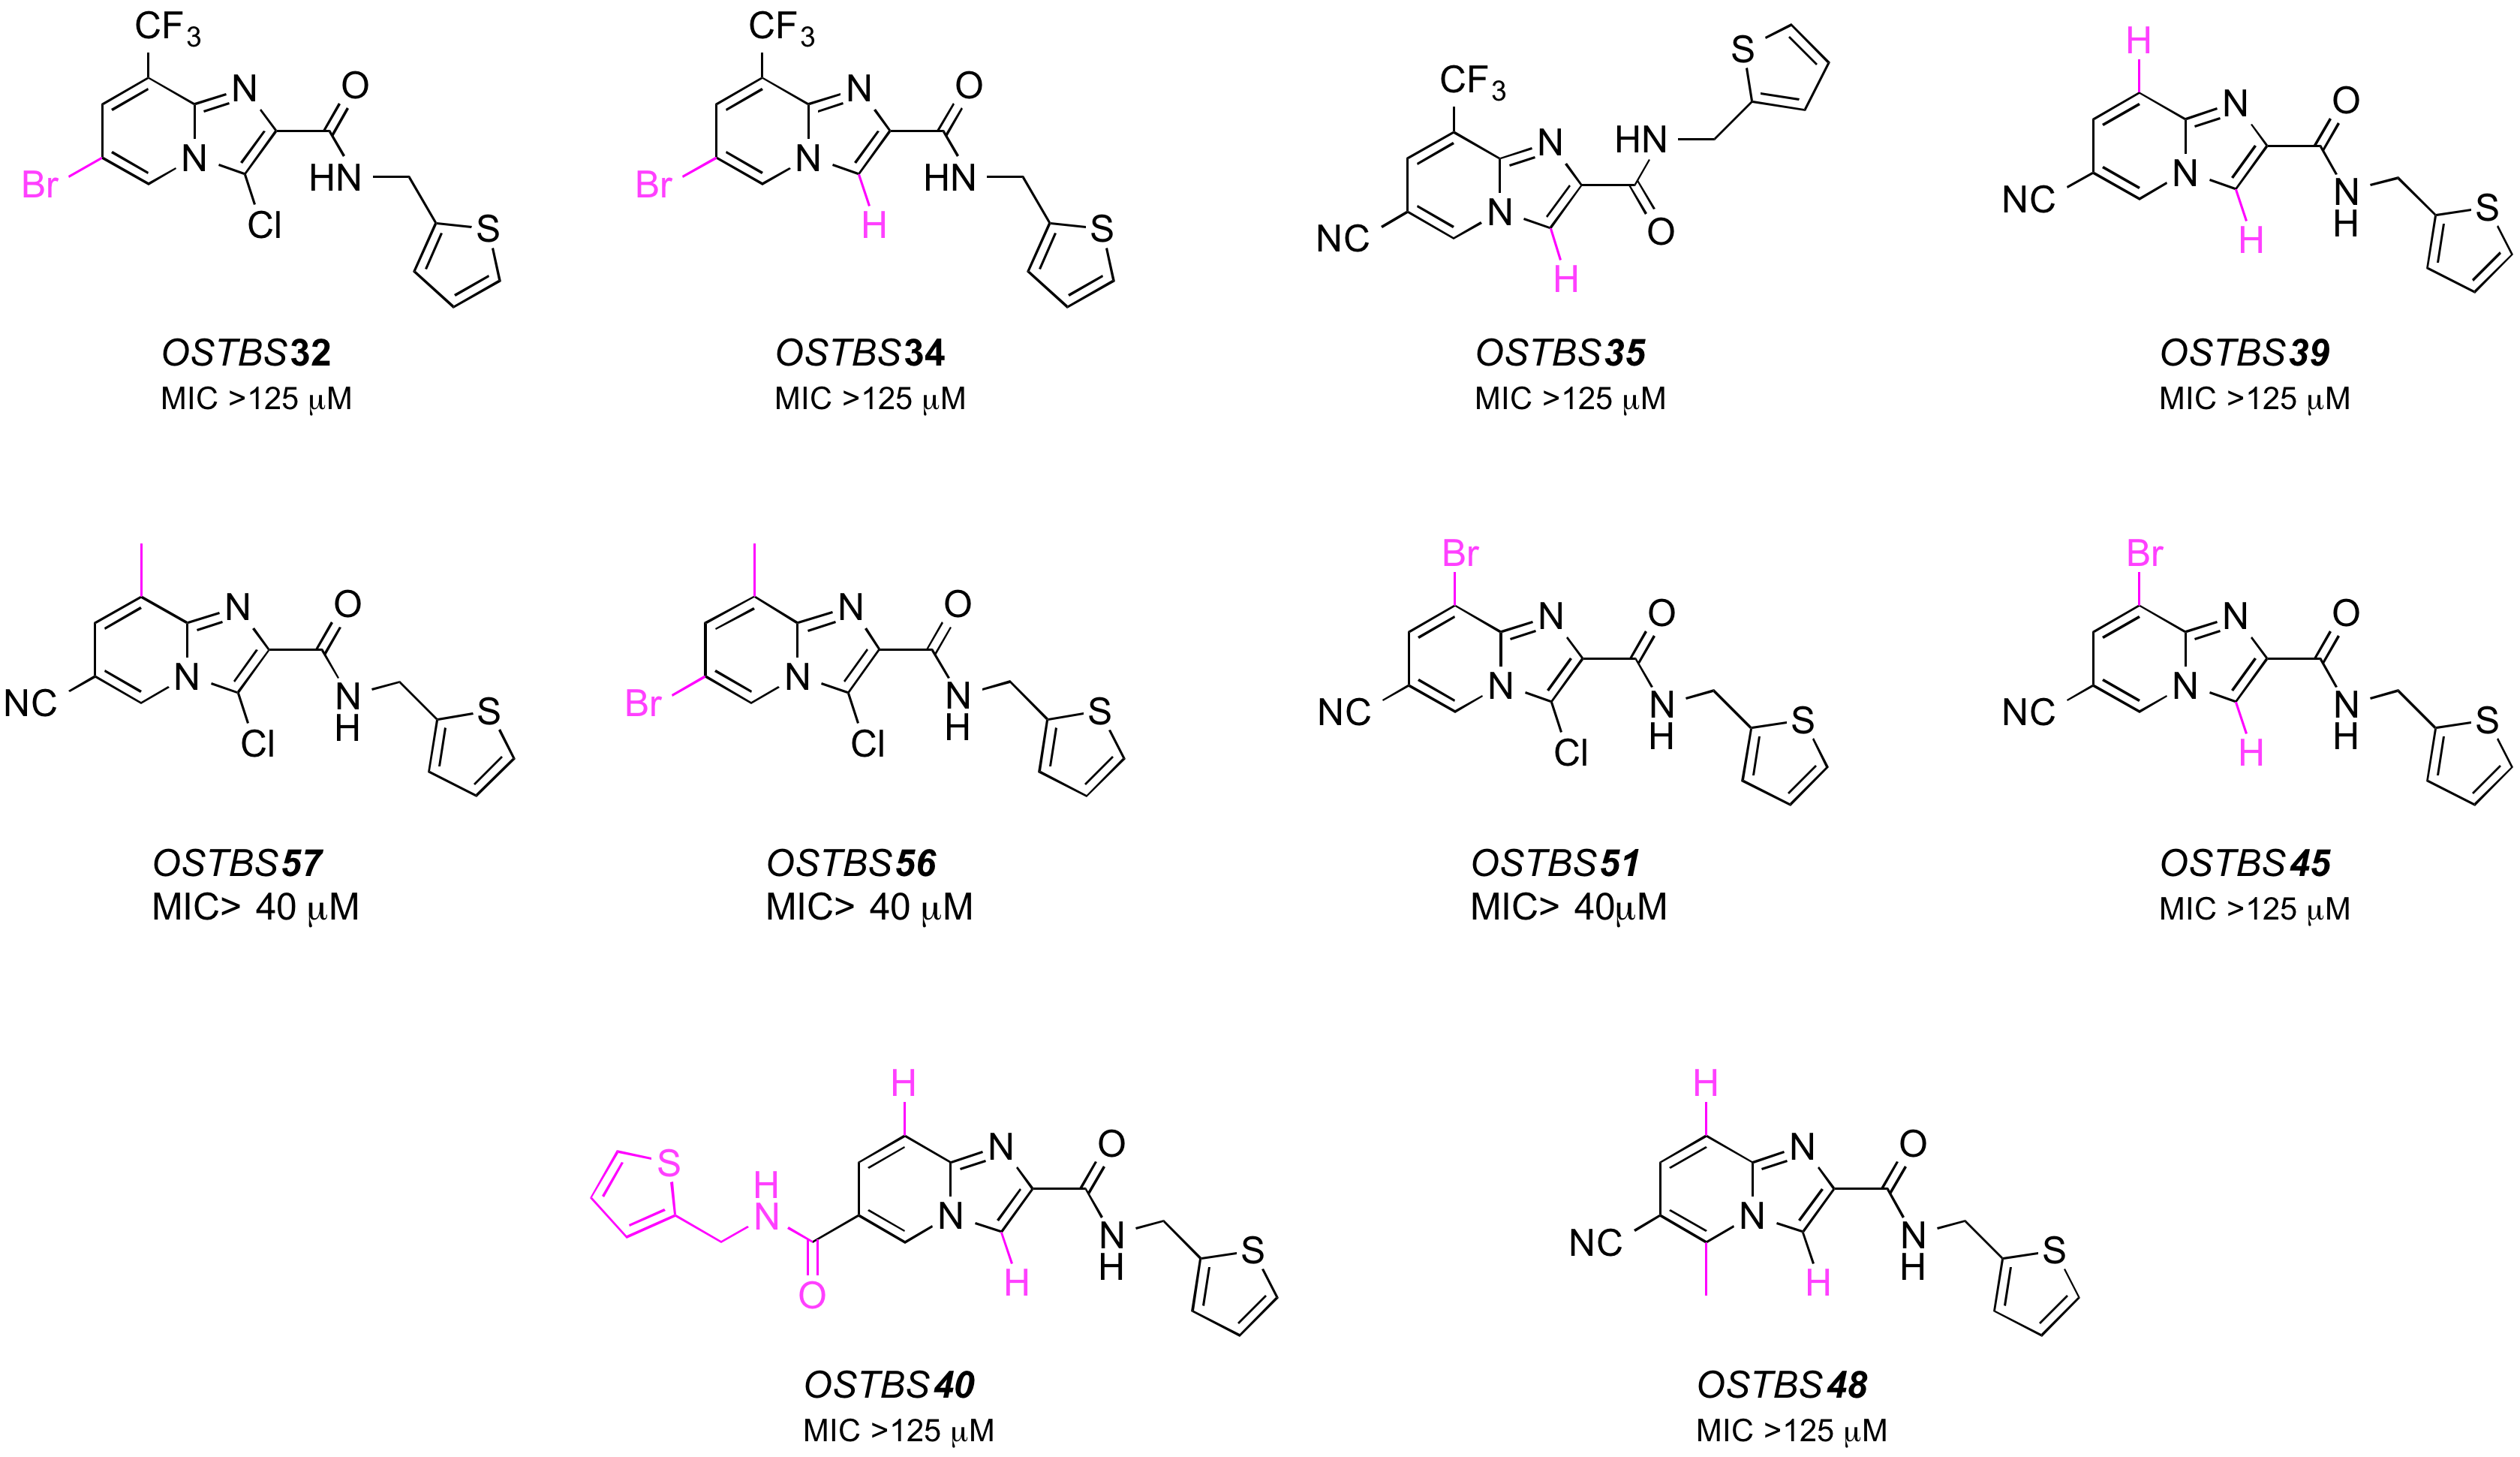 CF3
N
O
Br
N
HN
Cl
S
OSTBS32
MIC >125 µM
CF3
N
O
Br
N
HN
H
S
OSTBS34
MIC >125 µM
S
CF3
HN
N
N
NC
O
H
OSTBS35
MIC >125 µM
H
N
O
NC
N
N
H
H
S
OSTBS39
MIC >125 µM
N
O
NC
N
N
H
Cl
S
OSTBS57
MIC> 40 µM
N
O
Br
N
N
H
Cl
S
OSTBS56
MIC> 40 µM
Br
N
O
NC
N
N
H
Cl
S
OSTBS51
MIC> 40µM
Br
N
O
NC
N
N
H
H
S
OSTBS45
MIC >125 µM
H
S
H
N
O
N
O
N
N
H
H
S
OSTBS40
MIC >125 µM
H
N
O
NC
N
N
H
H
S
OSTBS48
MIC >125 µM